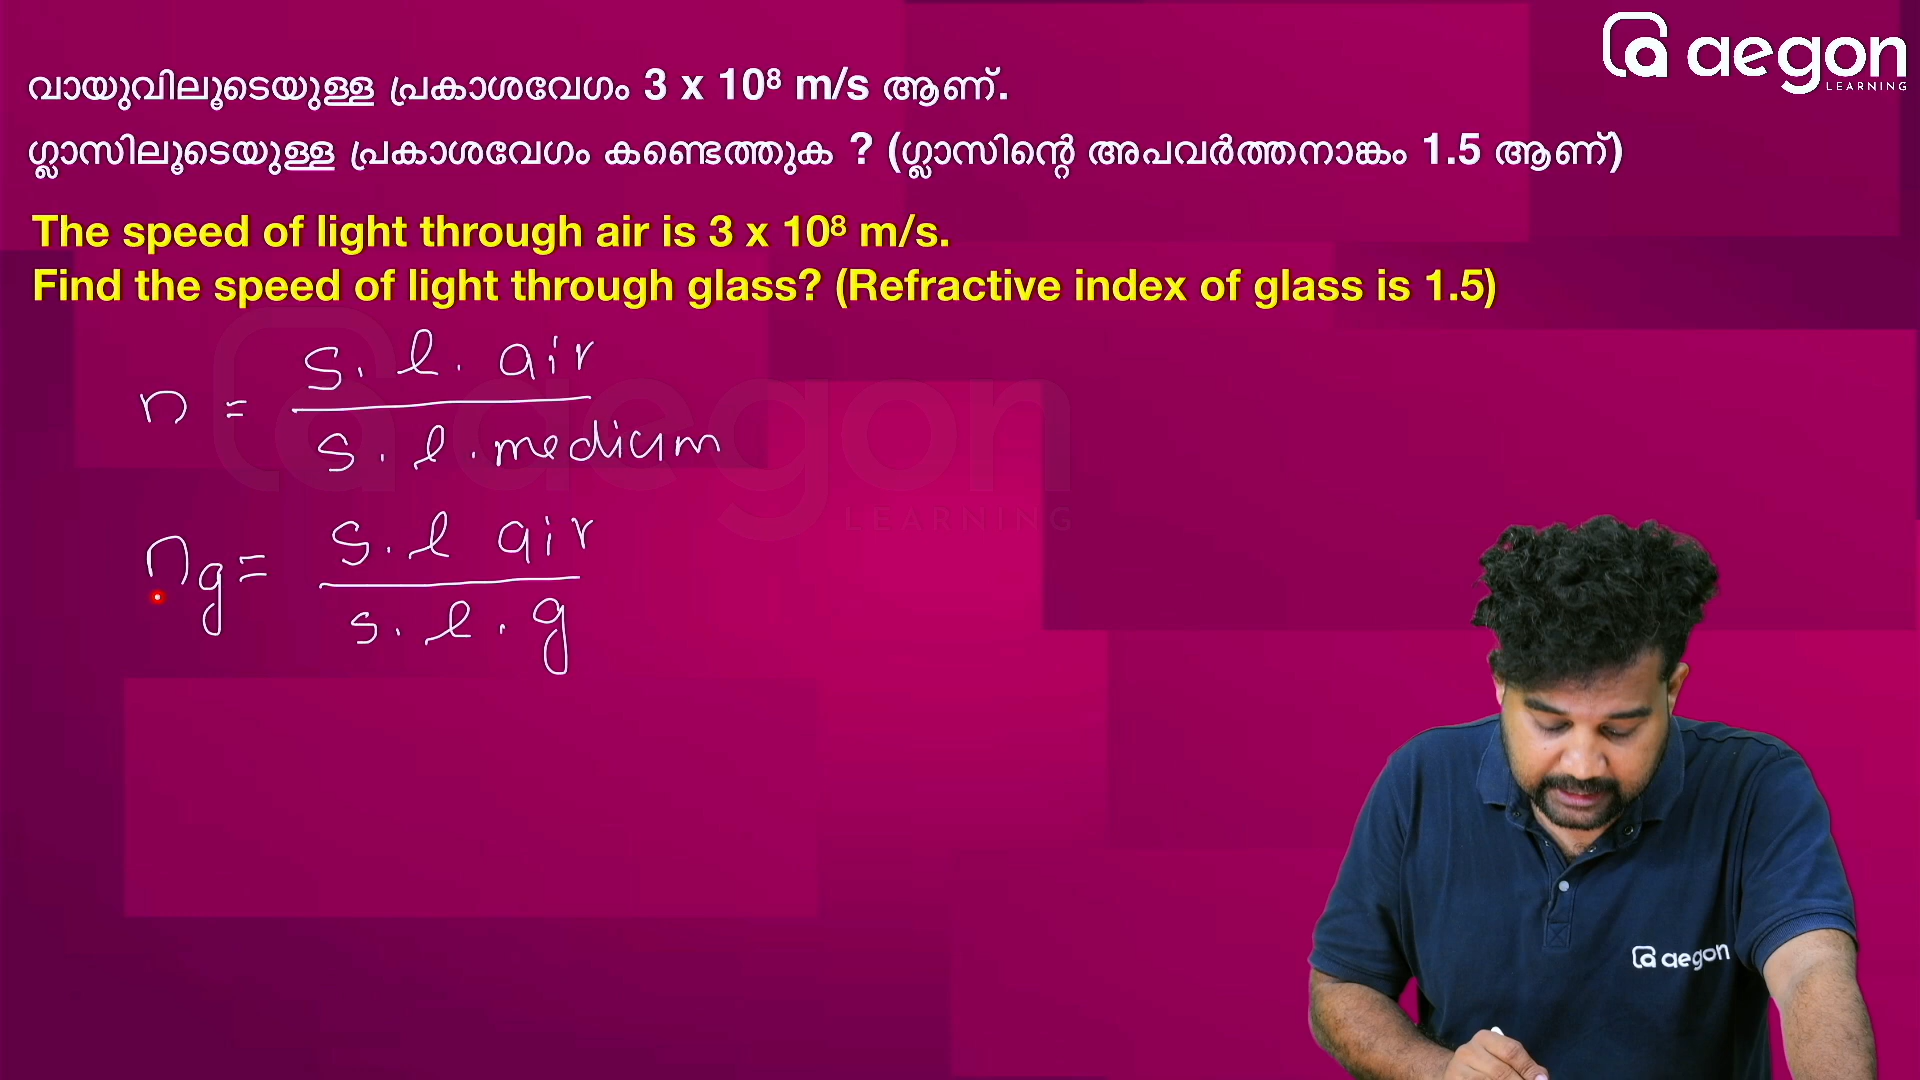 aegon
LEARNING
വായുവിലൂടെയുള്ള പ്രകാശവേഗം 3 x 10⁸ m/s ആണ്.
ഗ്ലാസിലൂടെയുള്ള പ്രകാശവേഗം കണ്ടെത്തുക ? (ഗ്ലാസിന്റെ അപവർത്തനാങ്കം 1.5 ആണ്)
The speed of light through air is 3 x 10⁸ m/s.
Find the speed of light through glass? (Refractive index of glass is 1.5)
n = s. l. air
s. l. medium
aegon
LEARNING
ng = s. l air
s. l. g
aegon